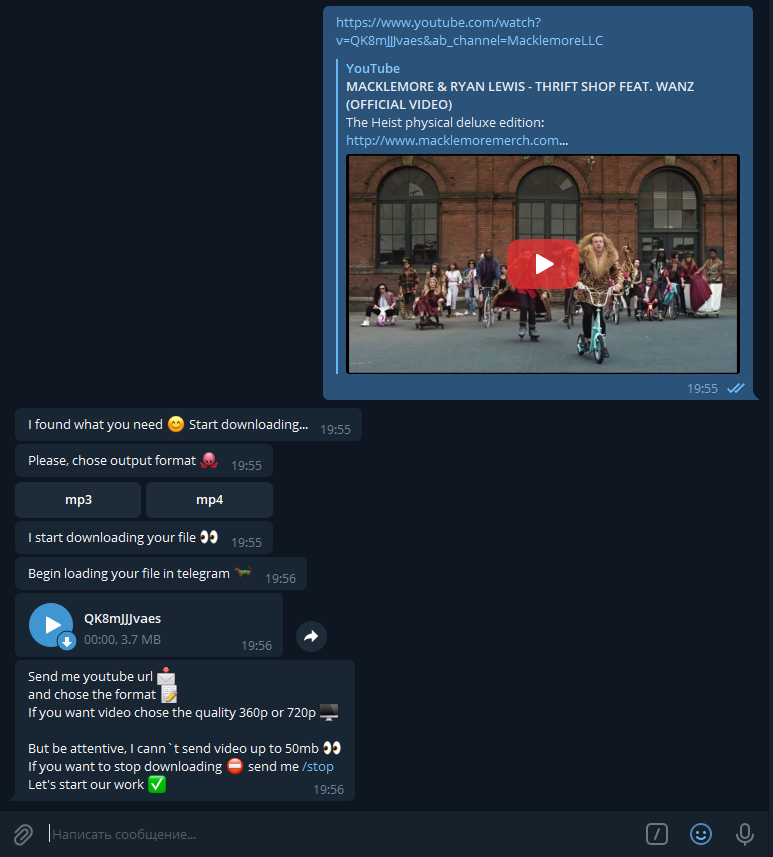 https://www.youtube.com/watch?
v=QK8mJJJvaes&ab_channel=MacklemoreLLC
YouTube
MACKLEMORE & RYAN LEWIS - THRIFT SHOP FEAT. WANZ
(OFFICIAL VIDEO)
The Heist physical deluxe edition:
http://www.macklemoremerch.com...
19:55
I found what you need 😊 Start downloading... 19:55
Please, chose output format 🐙 19:55
mp3 mp4
I start downloading your file 👀 19:55
Begin loading your file in telegram 🐈‍⬛ 19:56
QK8mJJJvaes
00:00, 3.7 MB
19:56
Send me youtube url 📩
and chose the format 📝
If you want video chose the quality 360p or 720p 🖥
But be attentive, I cann`t send video up to 50mb 👀
If you want to stop downloading ⛔ send me /stop
Let's start our work ✅ 19:56
Написать сообщение...